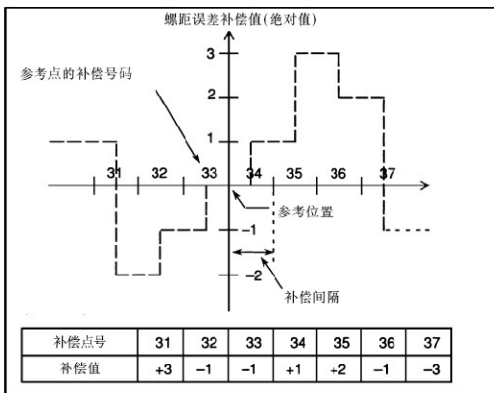 螺距误差补偿值(绝对值)
3
参考点的补偿号码
2
1
31 32 33 34 35 36 37
参考位置
-1
-2
补偿间隔
补偿点号 31 32 33 34 35 36 37
补偿值 +3 -1 -1 +1 +2 -1 -3